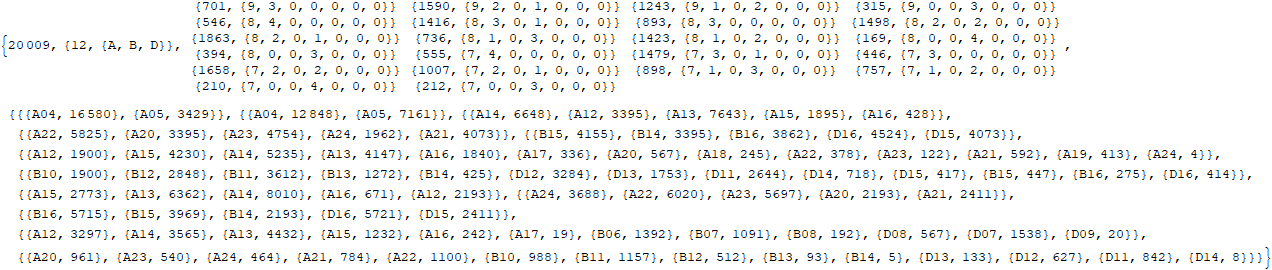 {701, {9, 3, 0, 0, 0, 0, 0}} {1590, {9, 2, 0, 1, 0, 0, 0}} {1243, {9, 1, 0, 2, 0, 0, 0}} {315, {9, 0, 0, 3, 0, 0, 0}}
{546, {8, 4, 0, 0, 0, 0, 0}} {1416, {8, 3, 0, 1, 0, 0, 0}} {893, {8, 3, 0, 0, 0, 0, 0}} {1498, {8, 2, 0, 2, 0, 0, 0}}
{20009, {12, {A, B, D}}, {1863, {8, 2, 0, 1, 0, 0, 0}} {736, {8, 1, 0, 3, 0, 0, 0}} {1423, {8, 1, 0, 2, 0, 0, 0}} {169, {8, 0, 0, 4, 0, 0, 0}} ,
{394, {8, 0, 0, 3, 0, 0, 0}} {555, {7, 4, 0, 0, 0, 0, 0}} {1479, {7, 3, 0, 1, 0, 0, 0}} {446, {7, 3, 0, 0, 0, 0, 0}}
{1658, {7, 2, 0, 2, 0, 0, 0}} {1007, {7, 2, 0, 1, 0, 0, 0}} {898, {7, 1, 0, 3, 0, 0, 0}} {757, {7, 1, 0, 2, 0, 0, 0}}
{210, {7, 0, 0, 4, 0, 0, 0}} {212, {7, 0, 0, 3, 0, 0, 0}}
{{{A04, 16580}, {A05, 3429}}, {{A04, 12848}, {A05, 7161}}, {{A14, 6648}, {A12, 3395}, {A13, 7643}, {A15, 1895}, {A16, 428}},
{{A22, 5825}, {A20, 3395}, {A23, 4754}, {A24, 1962}, {A21, 4073}}, {{B15, 4155}, {B14, 3395}, {B16, 3862}, {D16, 4524}, {D15, 4073}},
{{A12, 1900}, {A15, 4230}, {A14, 5235}, {A13, 4147}, {A16, 1840}, {A17, 336}, {A20, 567}, {A18, 245}, {A22, 378}, {A23, 122}, {A21, 592}, {A19, 413}, {A24, 4}},
{{B10, 1900}, {B12, 2848}, {B11, 3612}, {B13, 1272}, {B14, 425}, {D12, 3284}, {D13, 1753}, {D11, 2644}, {D14, 718}, {D15, 417}, {B15, 447}, {B16, 275}, {D16, 414}},
{{A15, 2773}, {A13, 6362}, {A14, 8010}, {A16, 671}, {A12, 2193}}, {{A24, 3688}, {A22, 6020}, {A23, 5697}, {A20, 2193}, {A21, 2411}},
{{B16, 5715}, {B15, 3969}, {B14, 2193}, {D16, 5721}, {D15, 2411}},
{{A12, 3297}, {A14, 3565}, {A13, 4432}, {A15, 1232}, {A16, 242}, {A17, 19}, {B06, 1392}, {B07, 1091}, {B08, 192}, {D08, 567}, {D07, 1538}, {D09, 20}},
{{A20, 961}, {A23, 540}, {A24, 464}, {A21, 784}, {A22, 1100}, {B10, 988}, {B11, 1157}, {B12, 512}, {B13, 93}, {B14, 5}, {D13, 133}, {D12, 627}, {D11, 842}, {D14, 8}}}}